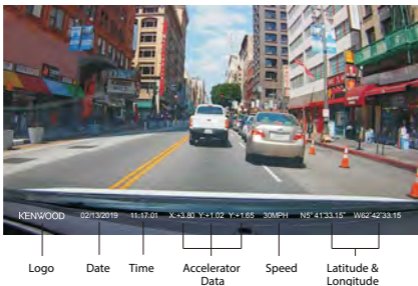 KENWOOD 02/13/2019 11:17:01 X:+3.80 Y:+1.02 Y:+1.65 30MPH N5°41'33.15" W62°42'33:15
Logo Date Time Accelerator Data Speed Latitude & Longitude